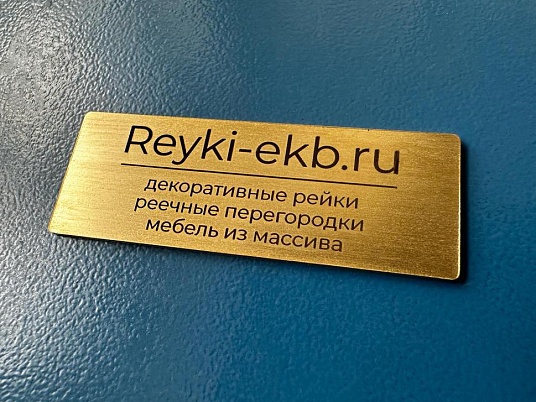 Reyki-ekb.ru
декоративные рейки
реечные перегородки
мебель из массива